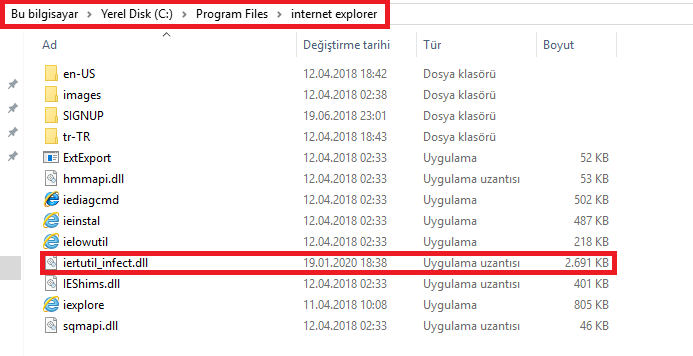 Bu bilgisayar > Yerel Disk (C:) > Program Files > internet explorer
Ad Değiştirme tarihi Tür Boyut
en-US 12.04.2018 18:42 Dosya klasörü
images 12.04.2018 02:38 Dosya klasörü
SIGNUP 19.06.2018 23:01 Dosya klasörü
tr-TR 12.04.2018 18:43 Dosya klasörü
ExtExport 12.04.2018 02:33 Uygulama 52 KB
hmmapi.dll 12.04.2018 02:33 Uygulama uzantısı 53 KB
iediagcmd 12.04.2018 02:33 Uygulama 502 KB
ieinstal 12.04.2018 02:33 Uygulama 487 KB
ielowutil 12.04.2018 02:33 Uygulama 218 KB
iertutil_infect.dll 19.01.2020 18:38 Uygulama uzantısı 2.691 KB
IEShims.dll 12.04.2018 02:33 Uygulama uzantısı 401 KB
iexplore 11.04.2018 10:08 Uygulama 805 KB
sqmapi.dll 12.04.2018 02:33 Uygulama uzantısı 46 KB